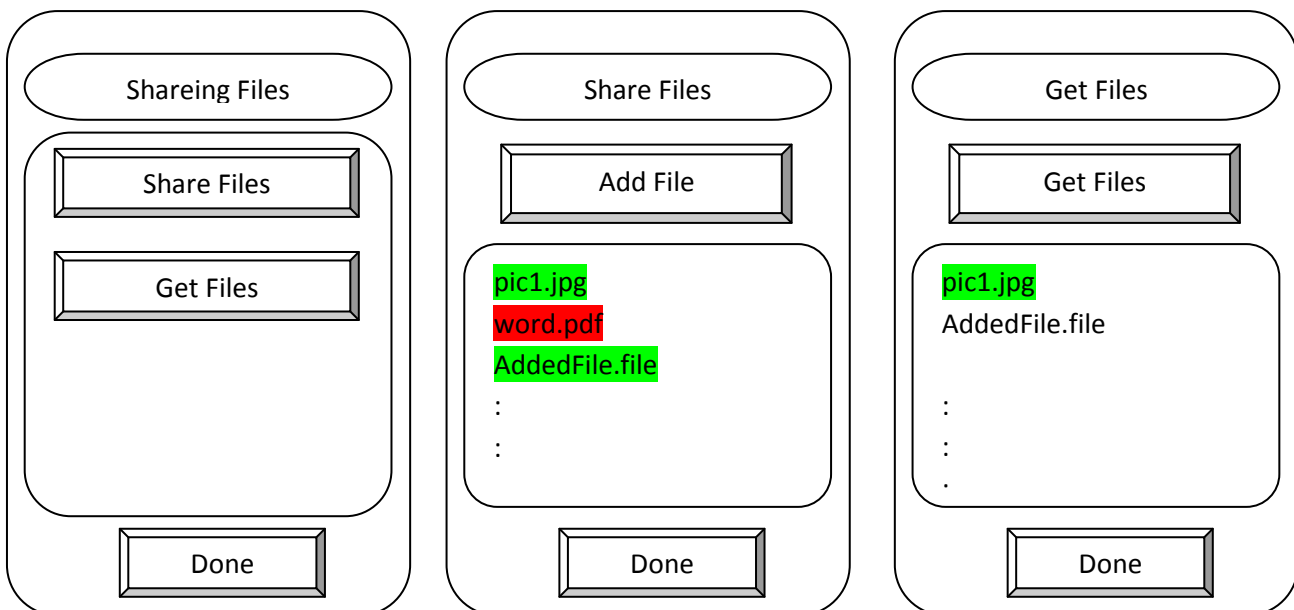 Shareing Files
Share Files
Get Files
Done
Share Files
Add File
pic1.jpg
word.pdf
AddedFile.file
:
:
Done
Get Files
Get Files
pic1.jpg
AddedFile.file
:
:
.
Done